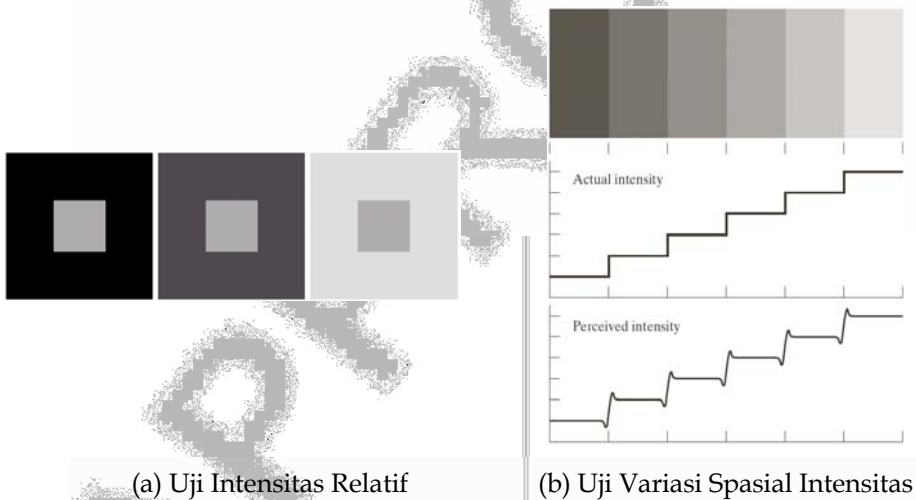 Actual intensity
Perceived intensity
(a) Uji Intensitas Relatif
(b) Uji Variasi Spasial Intensitas